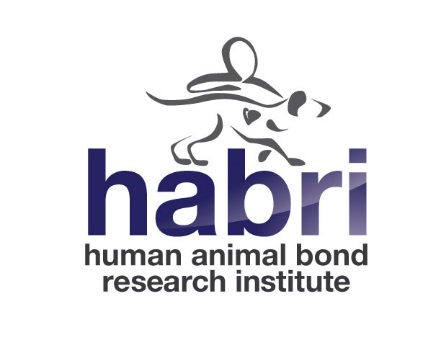 habri
human animal bond
research institute